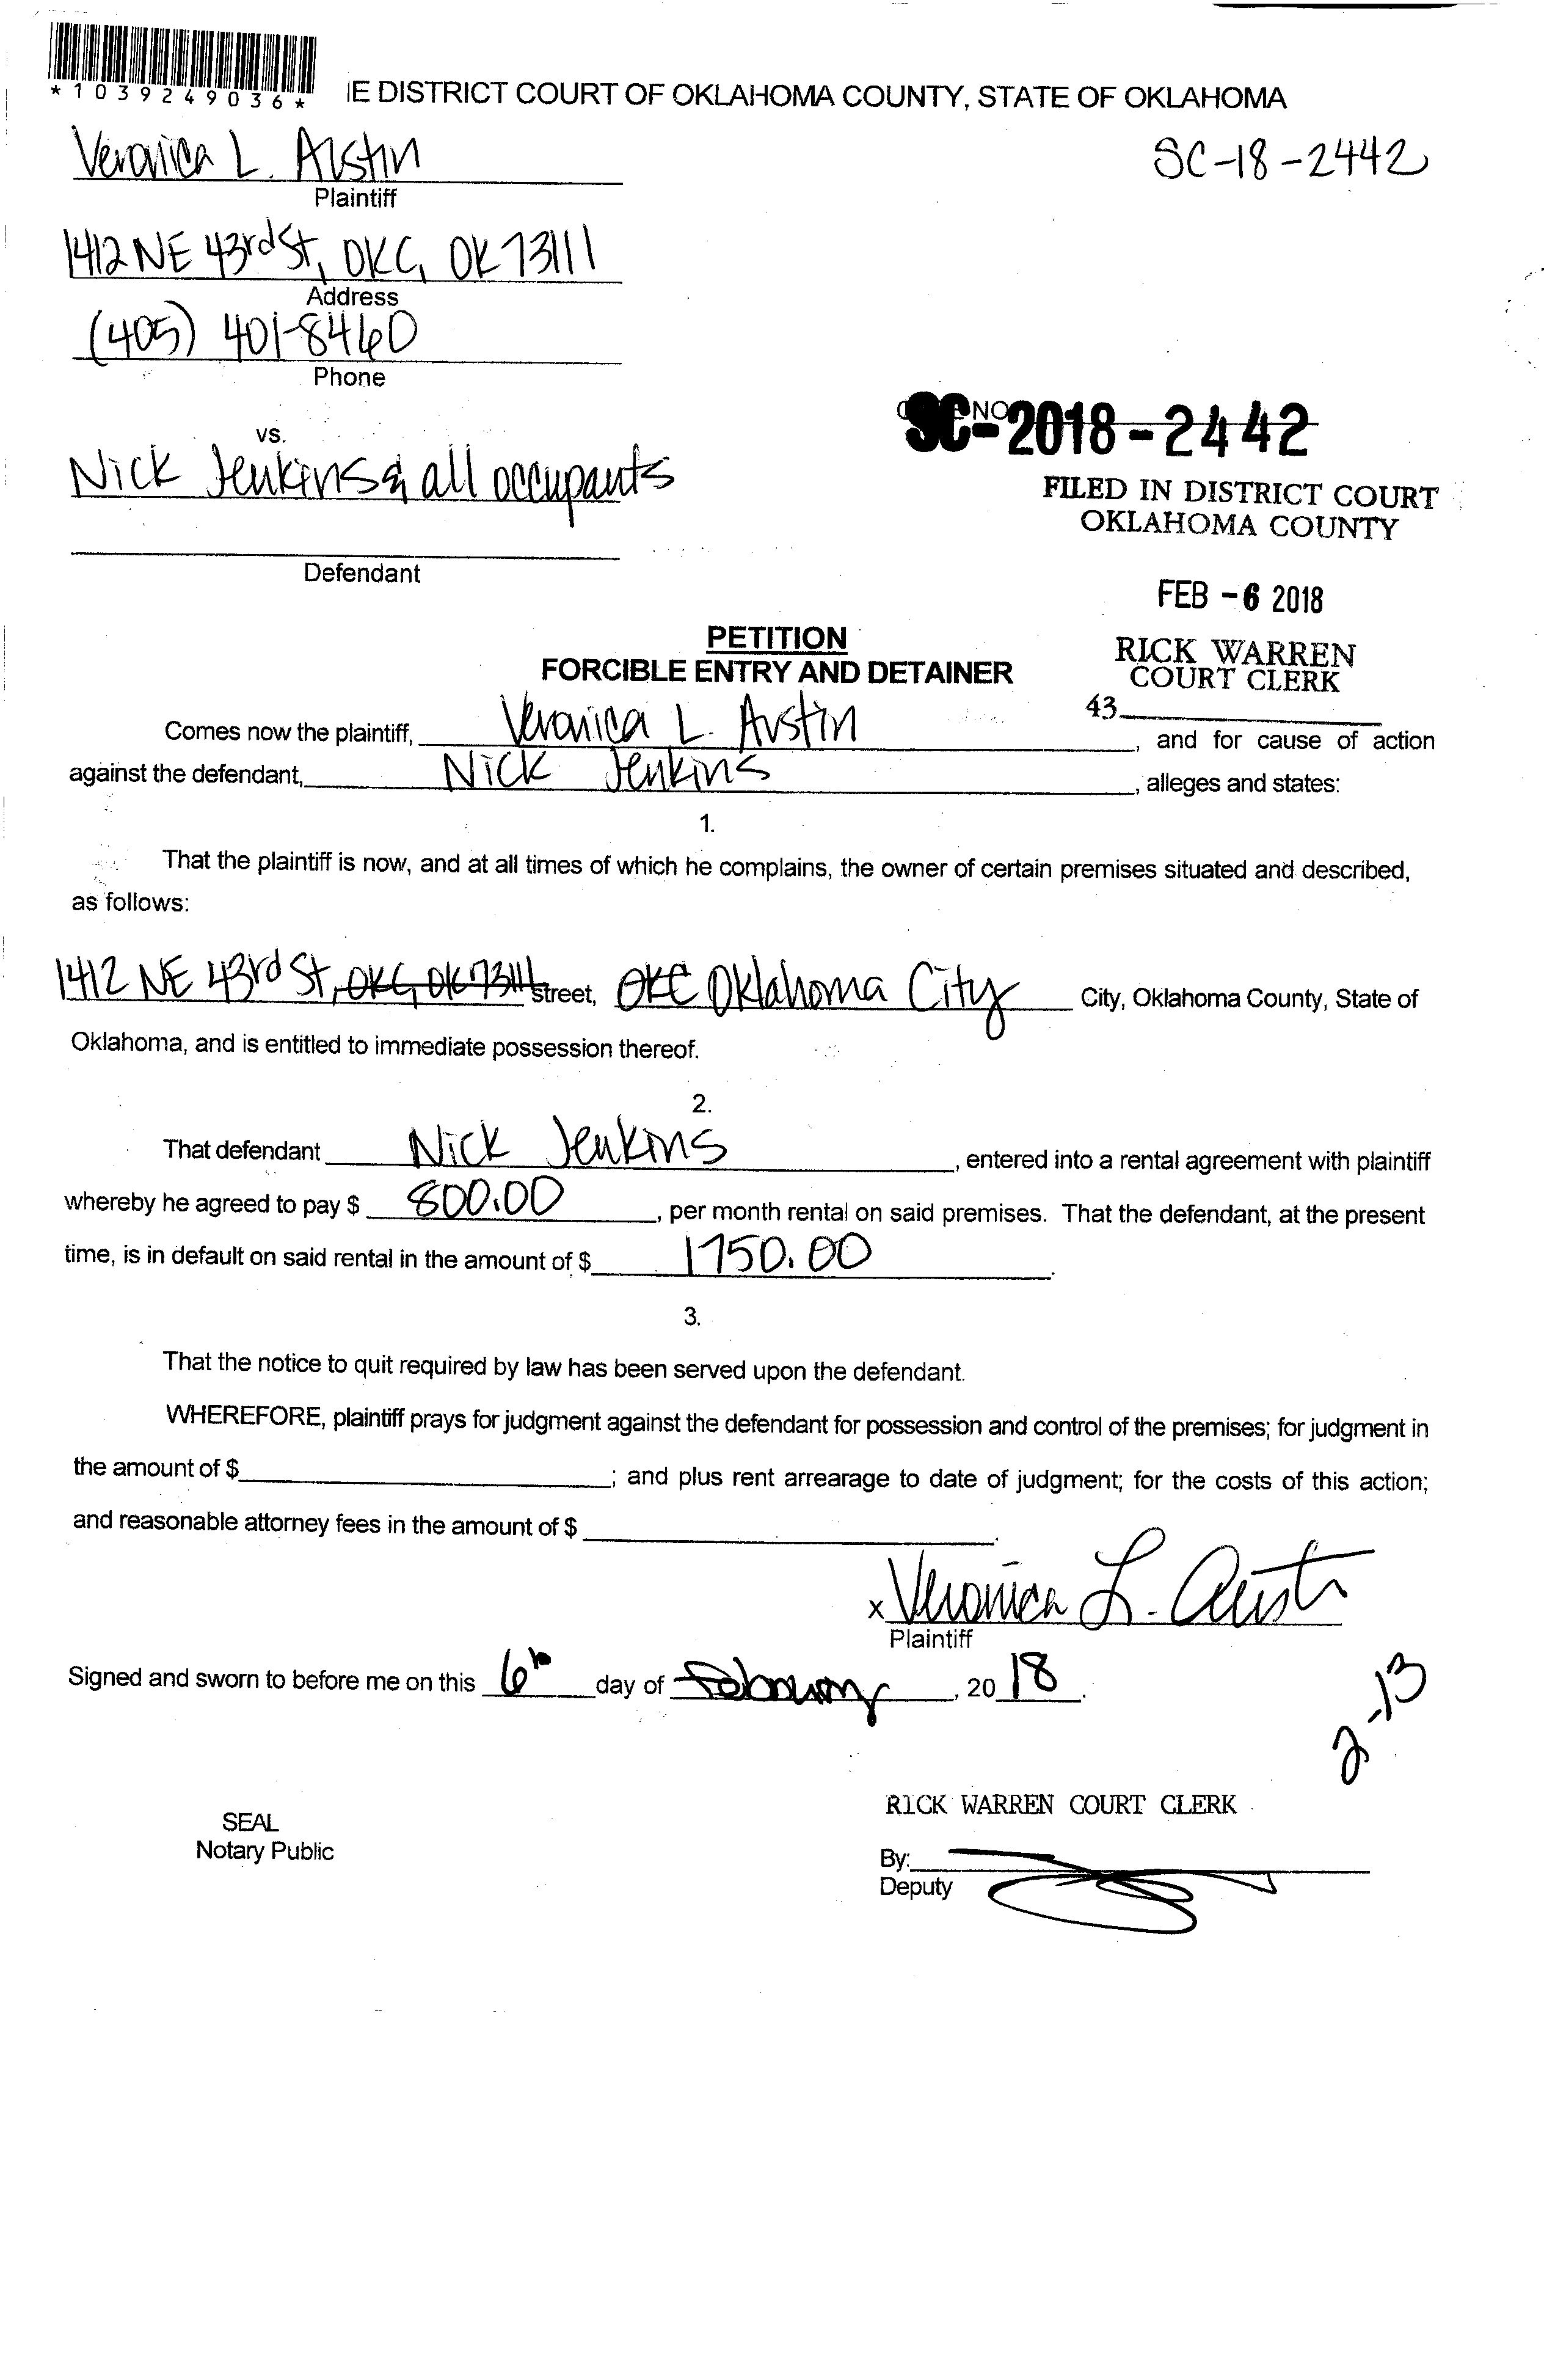 *1039249036*
IE DISTRICT COURT OF OKLAHOMA COUNTY, STATE OF OKLAHOMA
Veronica L. Austin
SC-18-2442
Plaintiff
1412 NE 43rd St, OKC, OK 73111
Address
(405) 401-8460
Phone
SC-2018-2442
NO
vs.
Nick Jenkins & all occupants
FILED IN DISTRICT COURT
OKLAHOMA COUNTY
Defendant
FEB -6 2018
PETITION
FORCIBLE ENTRY AND DETAINER
RICK WARREN
COURT CLERK
43
Comes now the plaintiff, Veronica L. Austin, and for cause of action
against the defendant, Nick Jenkins, alleges and states:
1.
That the plaintiff is now, and at all times of which he complains, the owner of certain premises situated and described,
as follows:
1412 NE 43rd St, OKC, OK 73111 street, OKC Oklahoma City City, Oklahoma County, State of
Oklahoma, and is entitled to immediate possession thereof.
2.
That defendant Nick Jenkins, entered into a rental agreement with plaintiff
whereby he agreed to pay $ 800.00, per month rental on said premises. That the defendant, at the present
time, is in default on said rental in the amount of $ 1750.00.
3.
That the notice to quit required by law has been served upon the defendant.
WHEREFORE, plaintiff prays for judgment against the defendant for possession and control of the premises; for judgment in
the amount of $ ; and plus rent arrearage to date of judgment; for the costs of this action;
and reasonable attorney fees in the amount of $ .
x Veronica L. Austin
Plaintiff
Signed and sworn to before me on this 6th day of February, 2018.
2-13
RICK WARREN COURT CLERK
SEAL
Notary Public
By:
Deputy